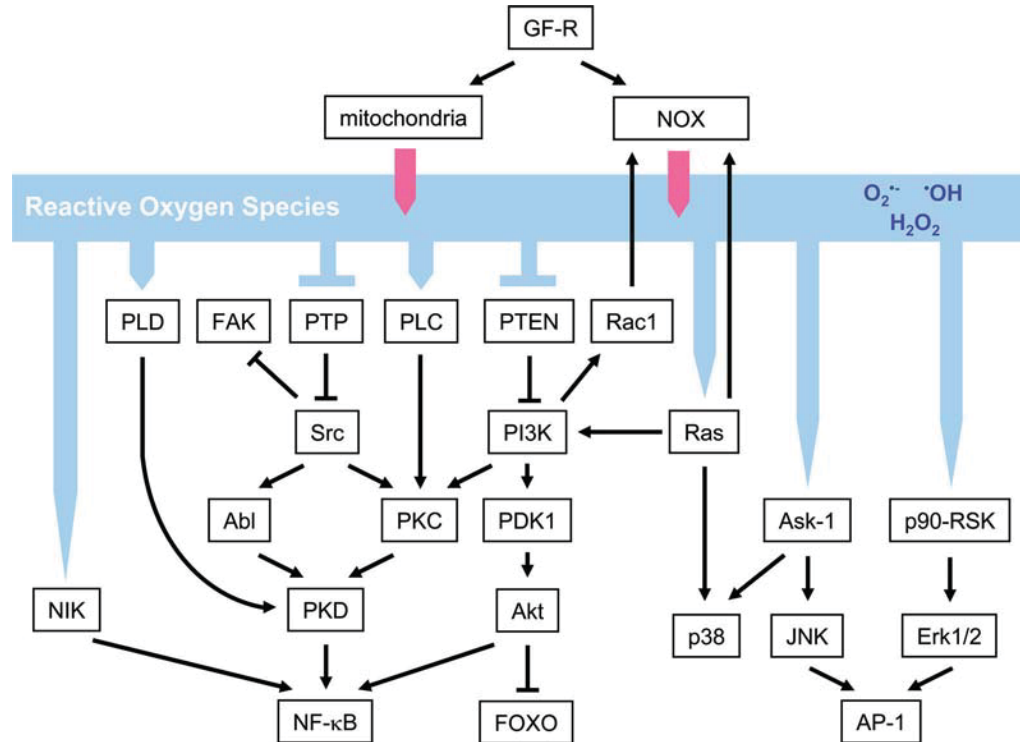 GF-R
mitochondria
NOX
Reactive Oxygen Species
O₂•- •OH
H₂O₂
PLD
FAK
PTP
PLC
PTEN
Rac1
Src
PI3K
Ras
Abl
PKC
PDK1
Ask-1
p90-RSK
NIK
PKD
Akt
p38
JNK
Erk1/2
NF-κB
FOXO
AP-1